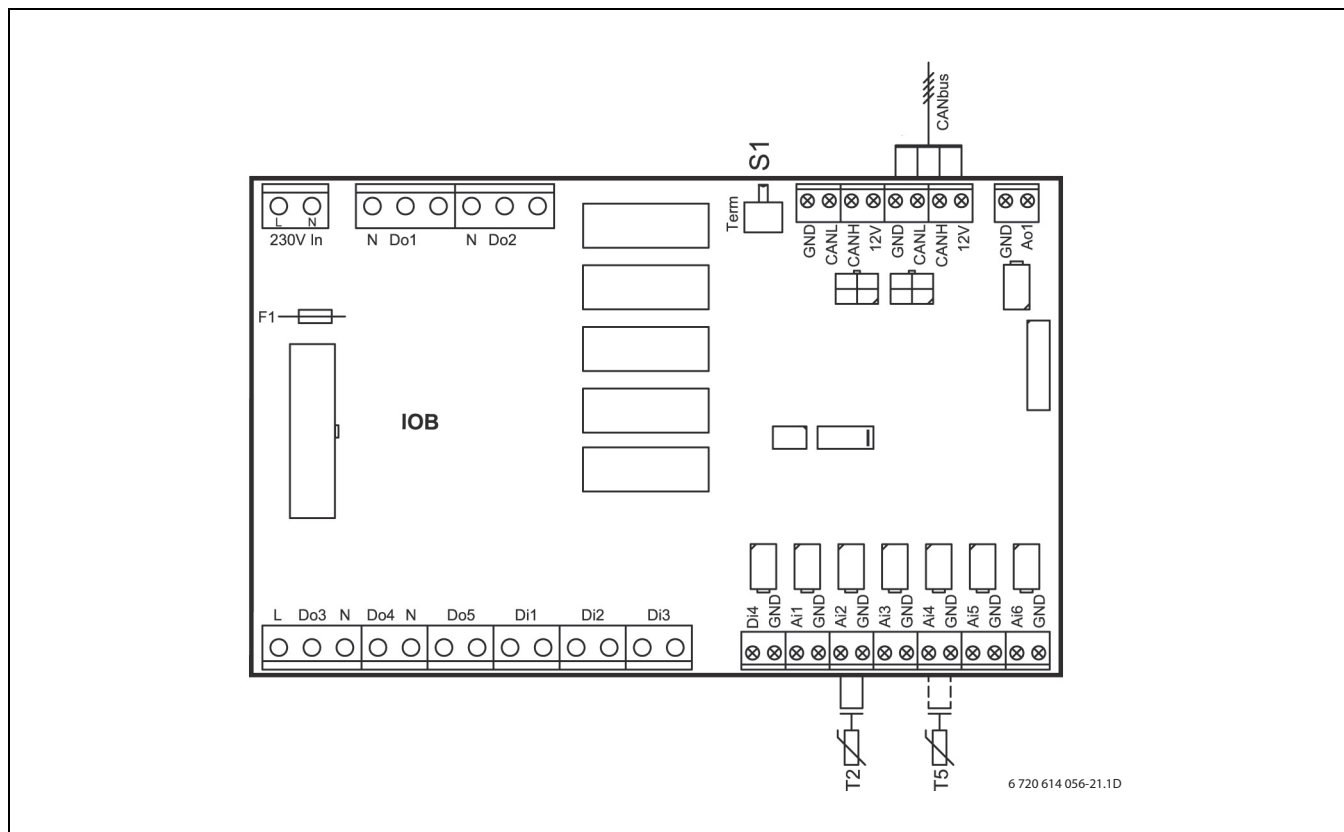 CANbus
S1
Term
L N
230V In
N Do1 N Do2
GND CANL CANH 12V GND CANL CANH 12V
GND Ao1
F1
IOB
L Do3 N Do4 N Do5 Di1 Di2 Di3
Di4 GND Ai1 GND Ai2 GND Ai3 GND Ai4 GND Ai5 GND Ai6 GND
T2 T5
6 720 614 056-21.1D